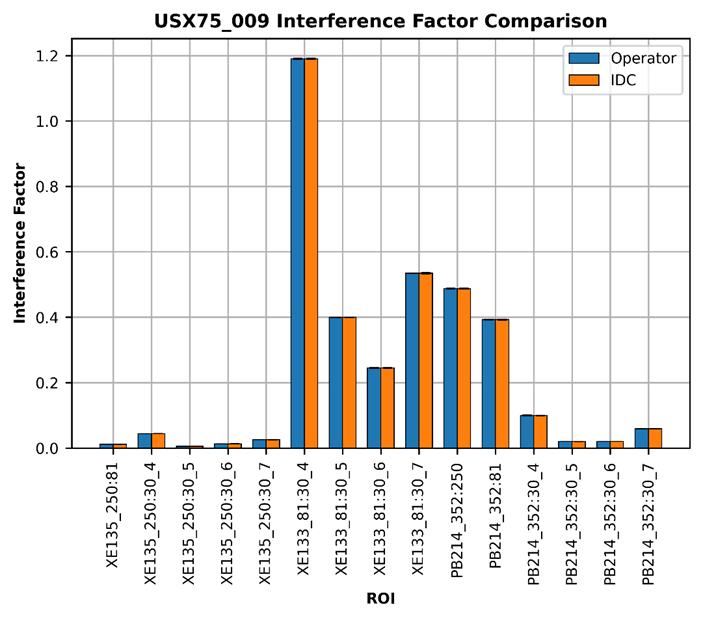 USX75_009 Interference Factor Comparison
Operator
IDC
Interference Factor
1.2
1.0
0.8
0.6
0.4
0.2
0.0
XE135_250:81
XE135_250:30_4
XE135_250:30_5
XE135_250:30_6
XE135_250:30_7
XE133_81:30_4
XE133_81:30_5
XE133_81:30_6
XE133_81:30_7
PB214_352:250
PB214_352:81
PB214_352:30_4
PB214_352:30_5
PB214_352:30_6
PB214_352:30_7
ROI